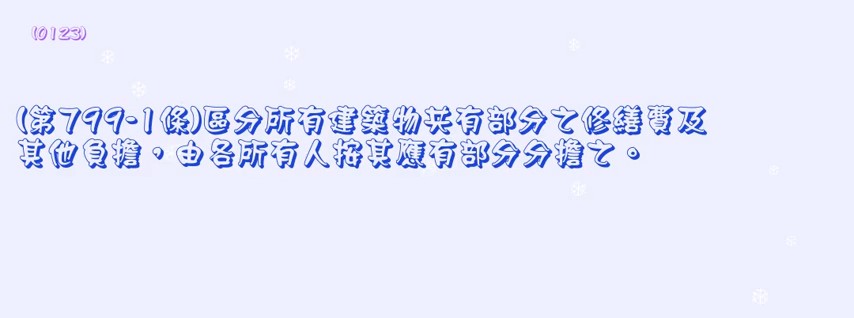 (0123)
(第799-1條)區分所有建築物共有部分之修繕費及
其他負擔，由各所有人按其應有部分分擔之。